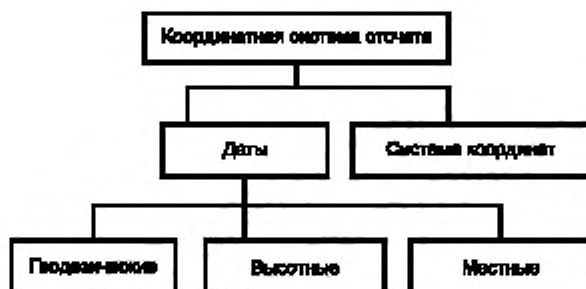 Координатная система отсчета
Даты
Система координат
Геодезические
Высотные
Местные